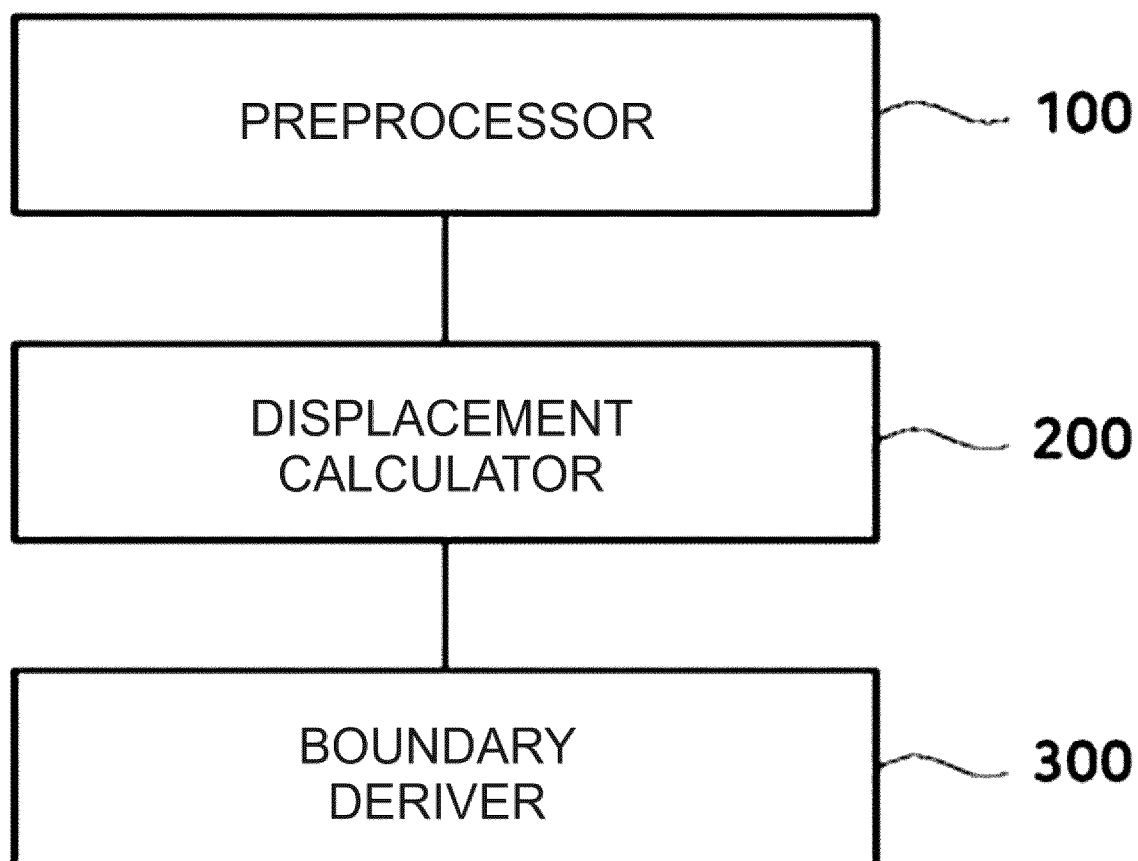 PREPROCESSOR
100
DISPLACEMENT
CALCULATOR
200
BOUNDARY
DERIVER
300